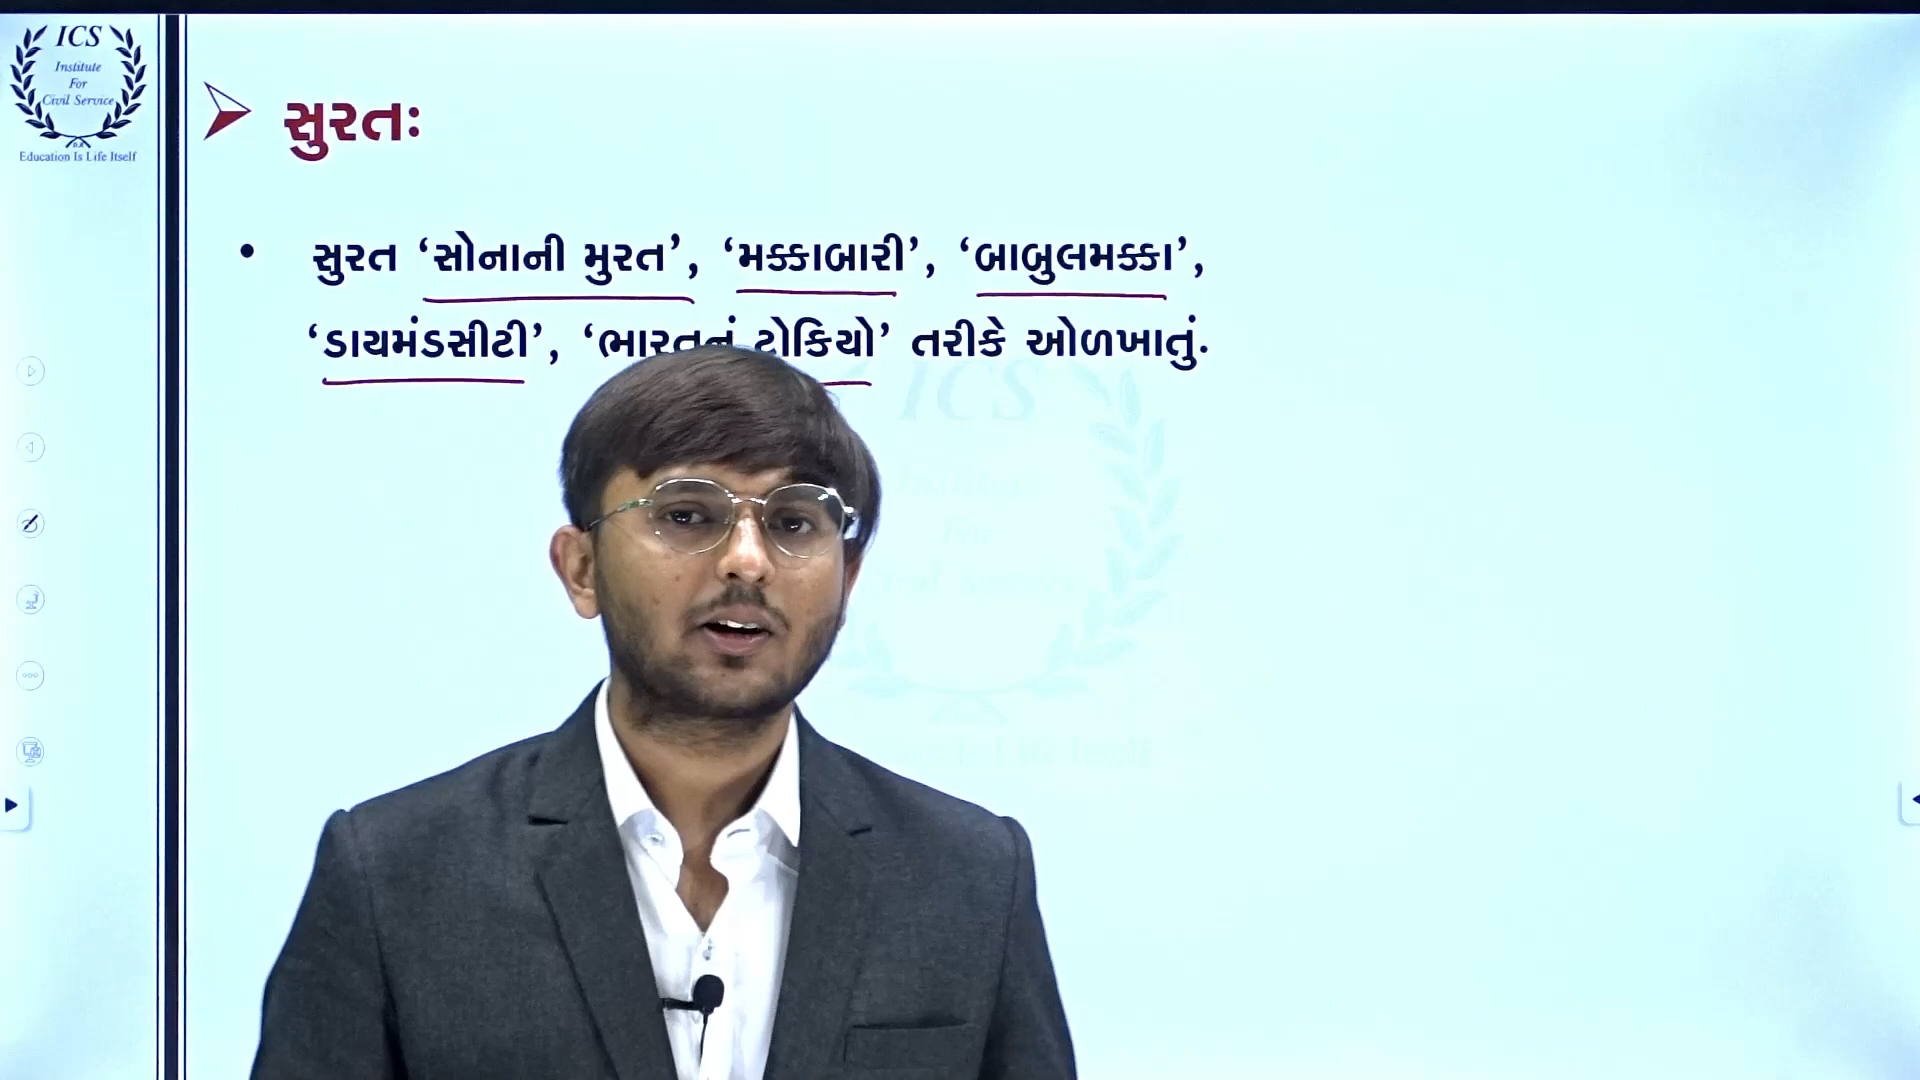 ICS
Institute
For
Civil Service
Education Is Life Itself
સુરતઃ
• સુરત ‘સોનાની મુરત’, ‘મક્કાબારી’, ‘બાબુલમક્કા’,
‘ડાયમંડસીટી’, ‘ભારતનું ટોકિયો’ તરીકે ઓળખાતું.
ICS